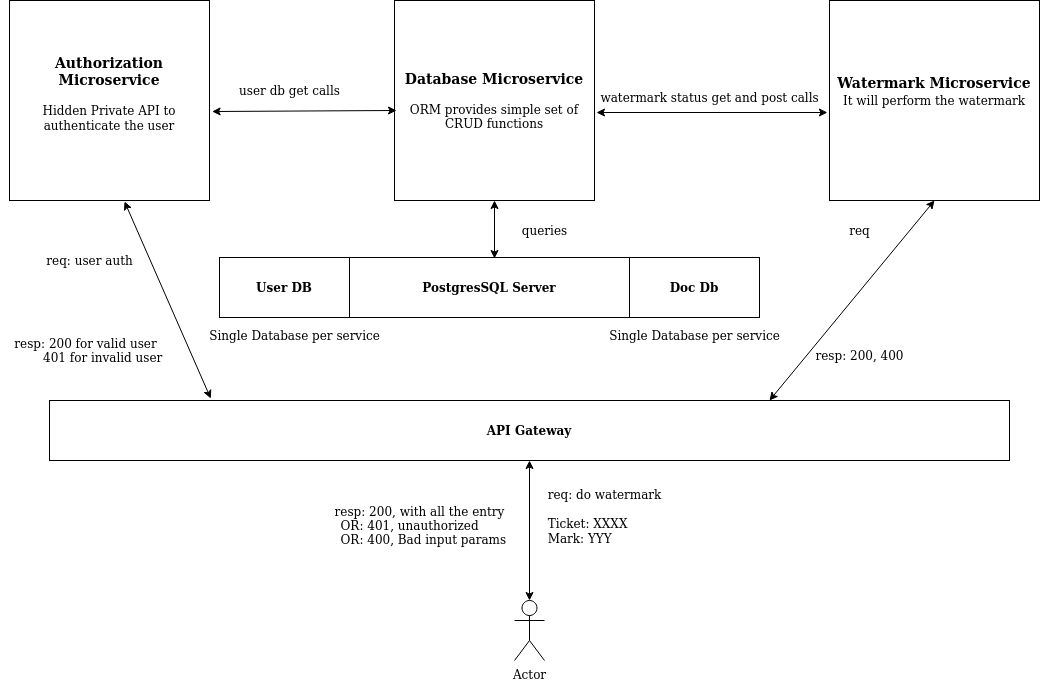 Authorization
Microservice
Hidden Private API to
authenticate the user
user db get calls
Database Microservice
ORM provides simple set of
CRUD functions
watermark status get and post calls
Watermark Microservice
It will perform the watermark
req: user auth
resp: 200 for valid user
401 for invalid user
queries
User DB
PostgresSQL Server
Doc Db
Single Database per service
Single Database per service
req
resp: 200, 400
API Gateway
resp: 200, with all the entry
OR: 401, unauthorized
OR: 400, Bad input params
req: do watermark
Ticket: XXXX
Mark: YYY
Actor